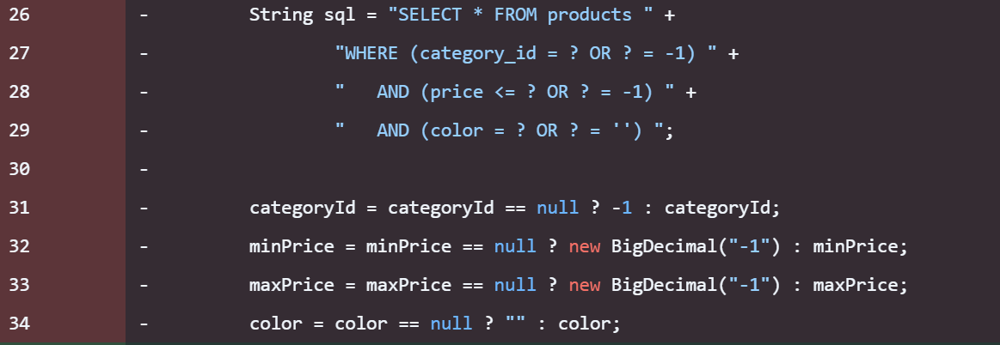 26 - String sql = "SELECT * FROM products " +
27 - "WHERE (category_id = ? OR ? = -1) " +
28 - "   AND (price <= ? OR ? = -1) " +
29 - "   AND (color = ? OR ? = '') ";
30 -
31 - categoryId = categoryId == null ? -1 : categoryId;
32 - minPrice = minPrice == null ? new BigDecimal("-1") : minPrice;
33 - maxPrice = maxPrice == null ? new BigDecimal("-1") : maxPrice;
34 - color = color == null ? "" : color;